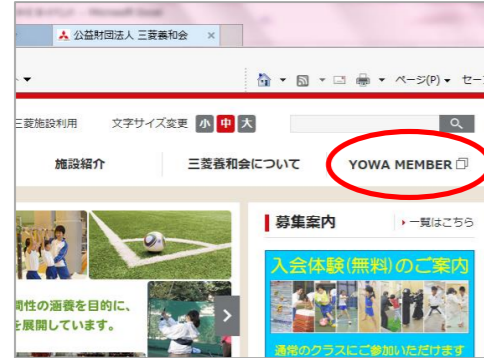 公益財団法人 三菱養和会 ×
ページ(P)
セー
三菱施設利用 文字サイズ変更 小 中 大
施設紹介 三菱養和会について YOWA MEMBER
募集案内 一覧はこちら
入会体験(無料)のご案内
間性の涵養を目的に、
を展開しています。
通常のクラスにご参加いただけます